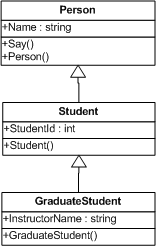 Person
+Name : string
+Say()
+Person()
Student
+StudentId : int
+Student()
GraduateStudent
+InstructorName : string
+GraduateStudent()